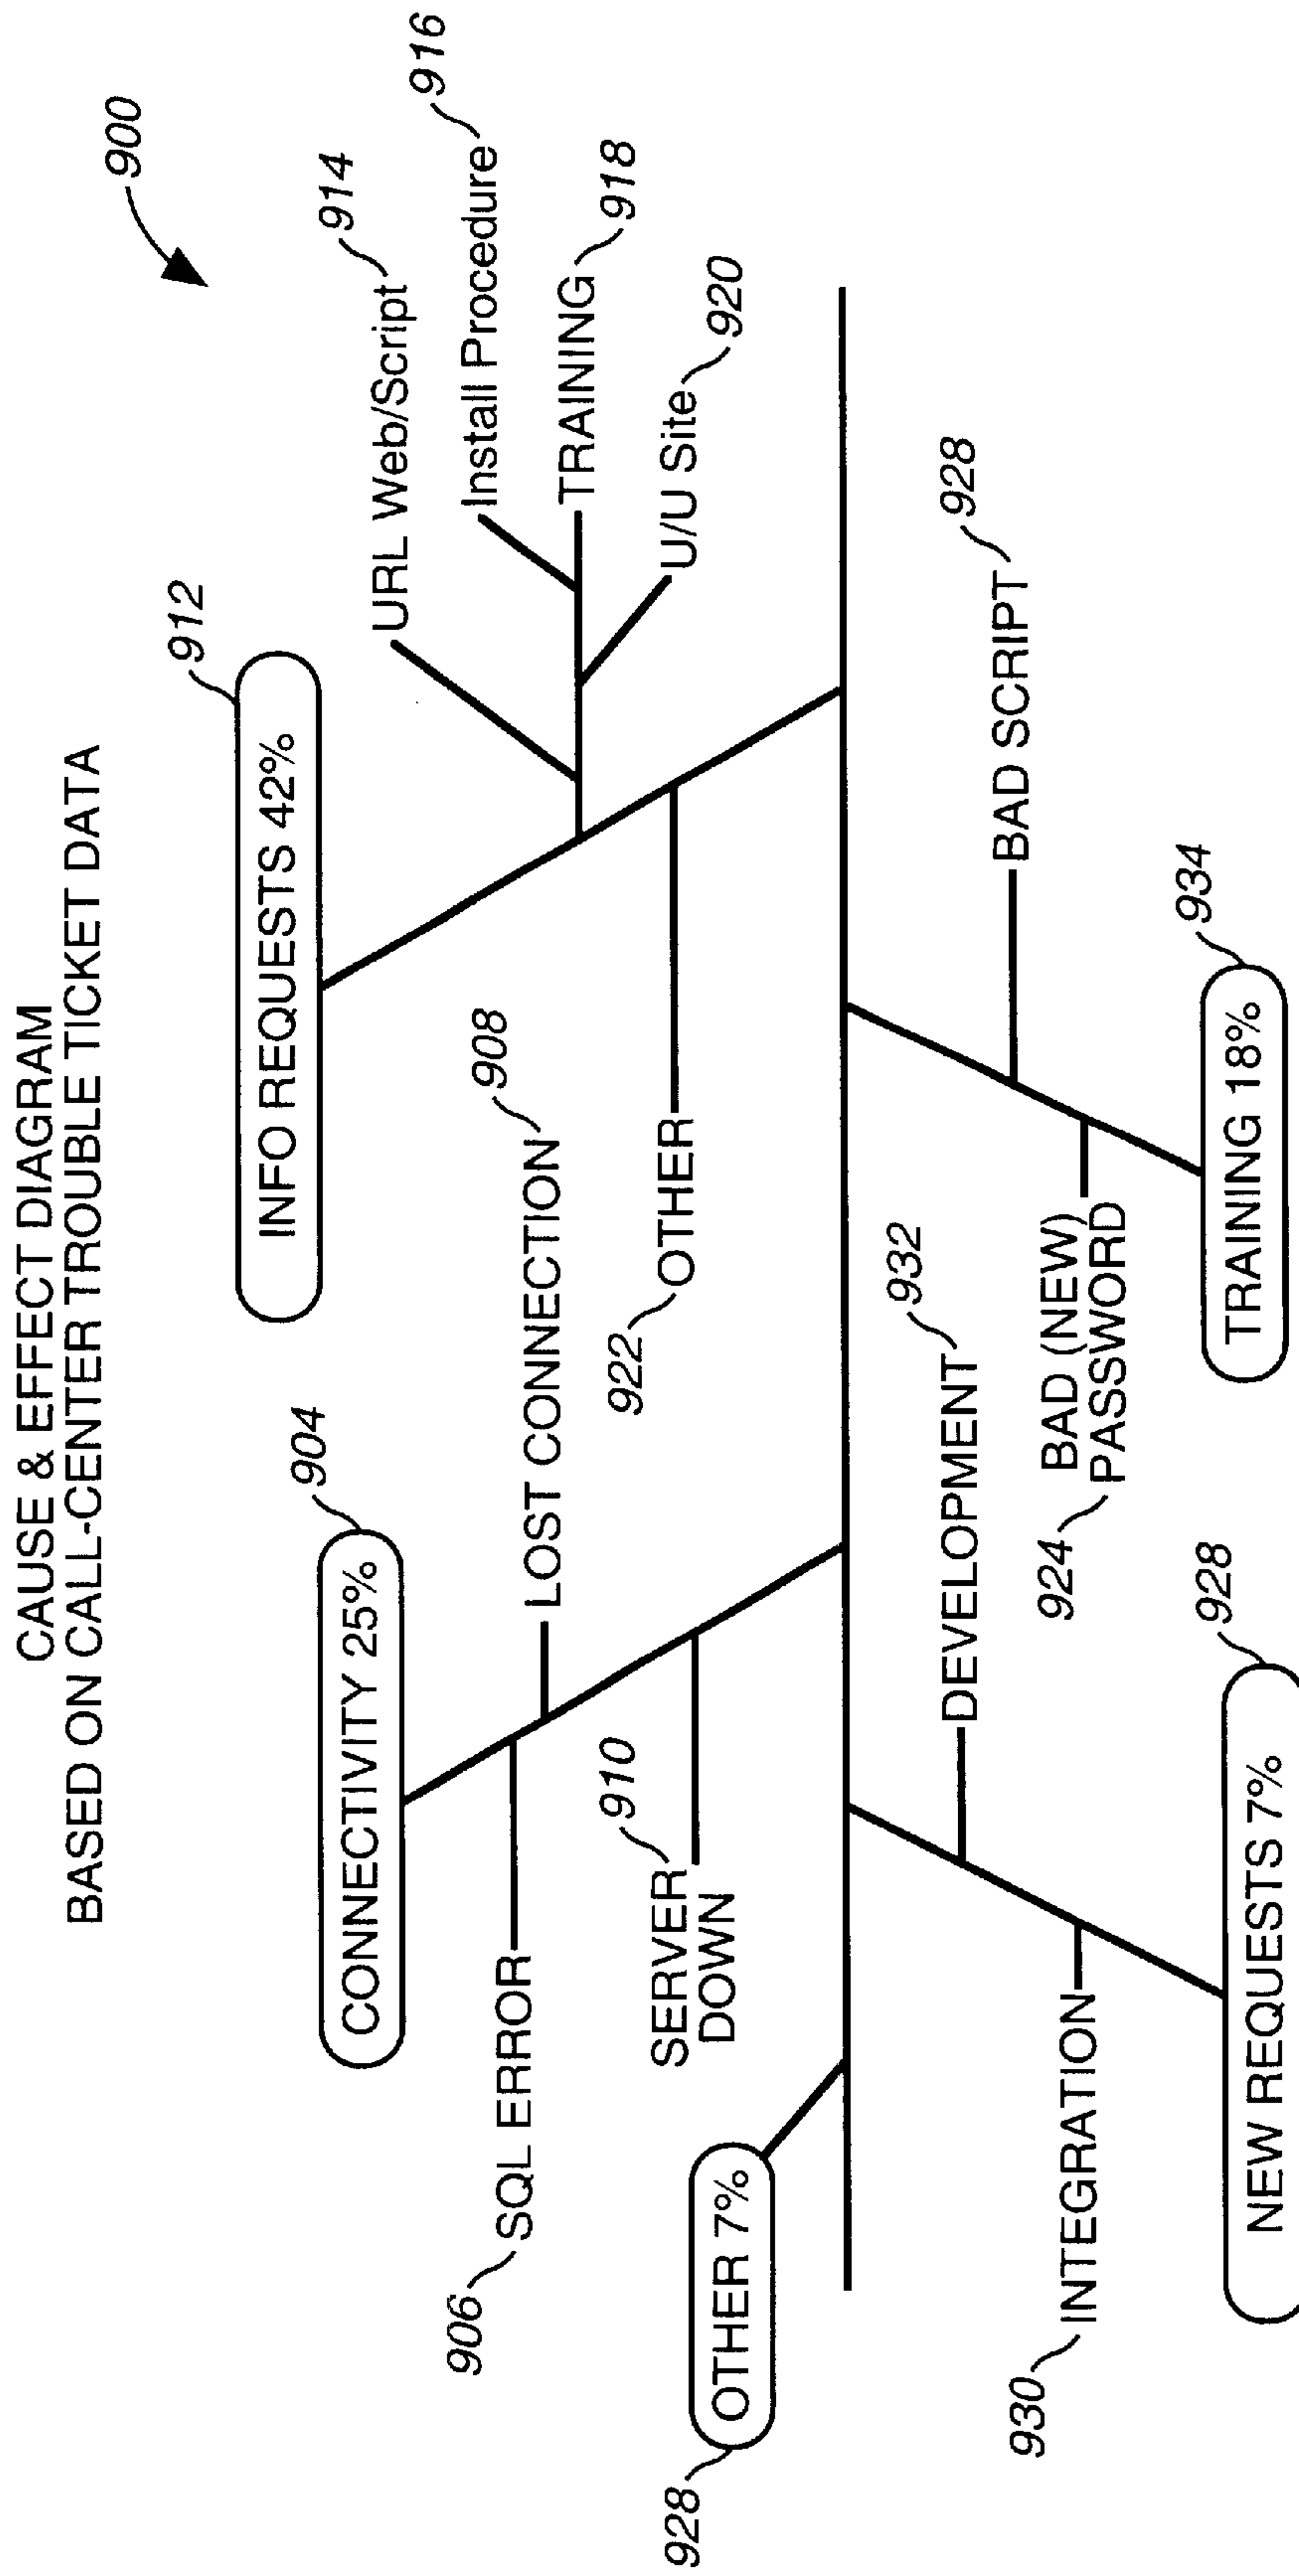 CAUSE & EFFECT DIAGRAM
BASED ON CALL-CENTER TROUBLE TICKET DATA
900
912
INFO REQUESTS 42%
904
CONNECTIVITY 25%
914
URL Web/Script
916
Install Procedure
TRAINING
918
U/U Site
920
908
LOST CONNECTION
906
SQL ERROR
922
OTHER
910
SERVER
DOWN
928
OTHER 7%
932
DEVELOPMENT
928
BAD SCRIPT
930
INTEGRATION
BAD (NEW)
924
PASSWORD
934
TRAINING 18%
928
NEW REQUESTS 7%